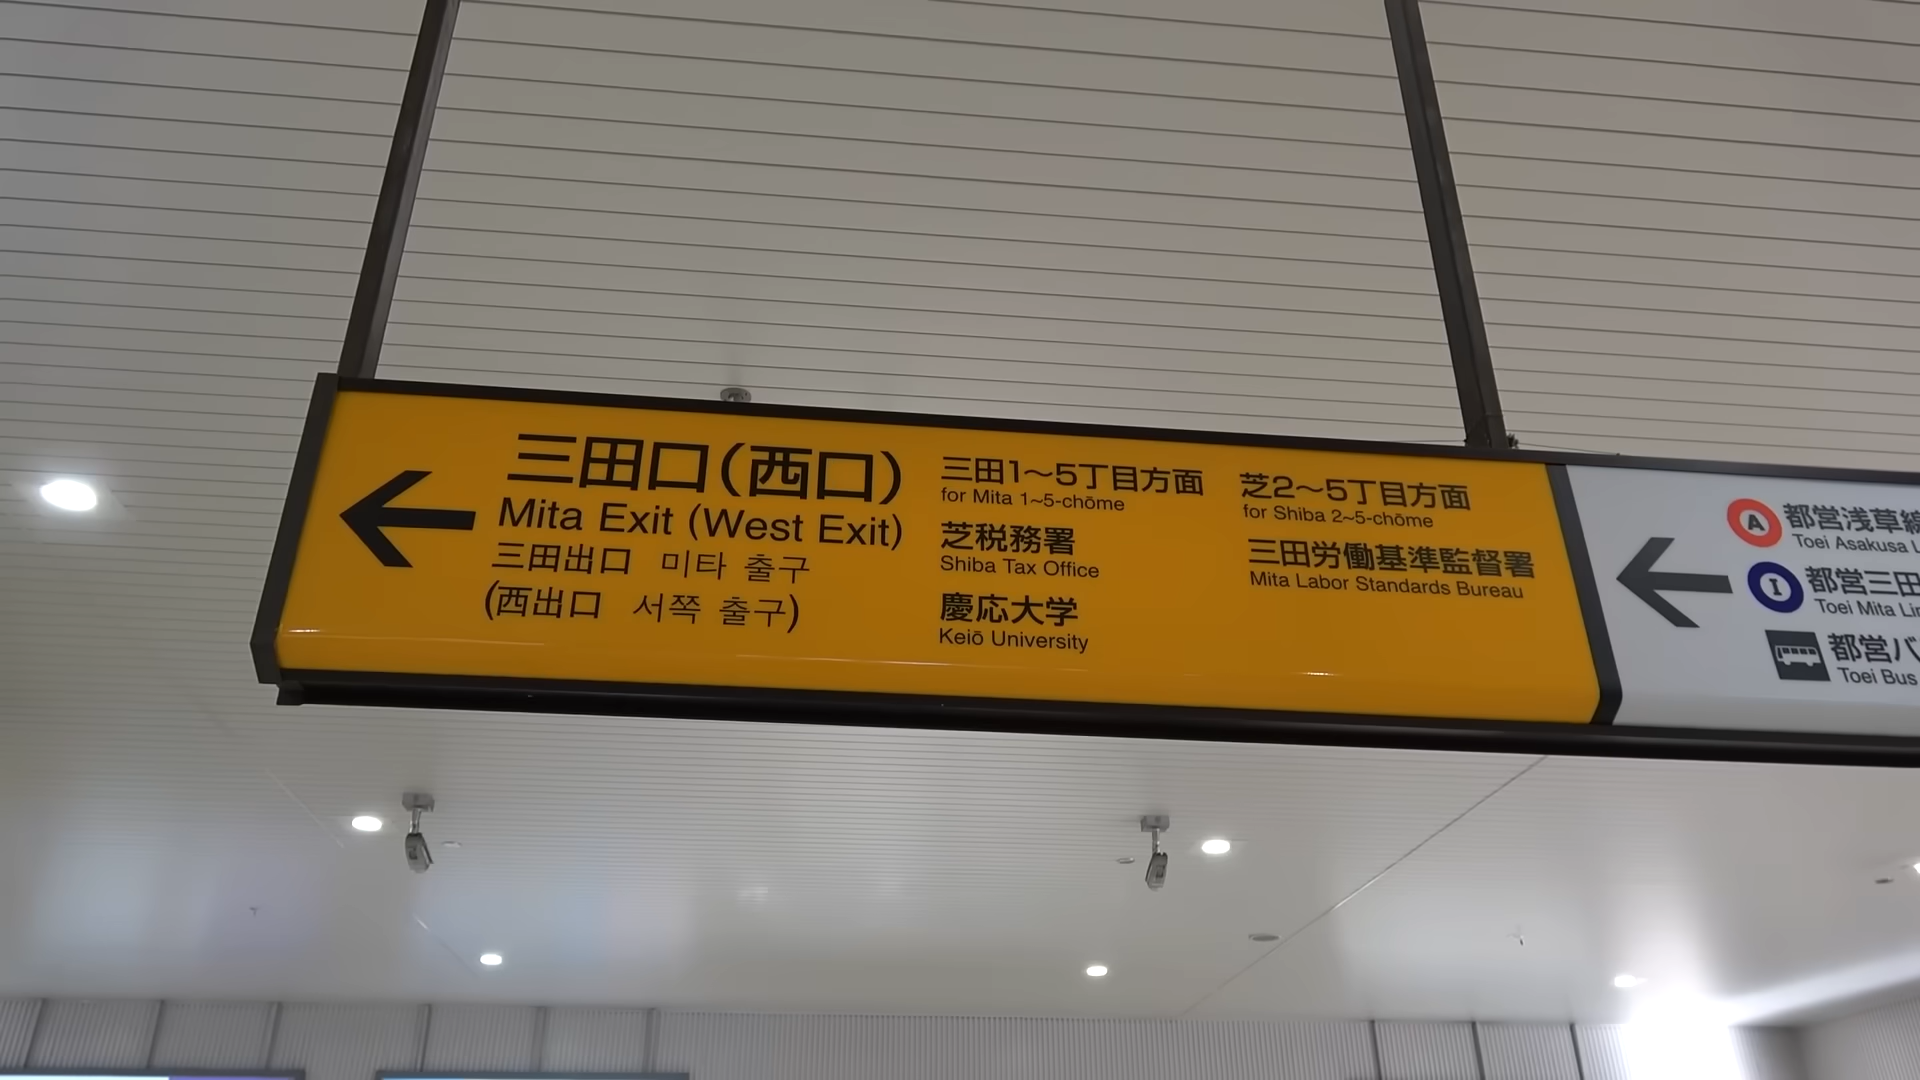 三田口(西口)
Mita Exit (West Exit)
三田出口 미타 출구
(西出口 서쪽 출구)
三田1～5丁目方面
for Mita 1~5-chōme
芝税務署
Shiba Tax Office
慶応大学
Keiō University
芝2～5丁目方面
for Shiba 2~5-chōme
三田労働基準監督署
Mita Labor Standards Bureau
A 都営浅草線
Toei Asakusa L
I 都営三田
Toei Mita Lin
都営バ
Toei Bus